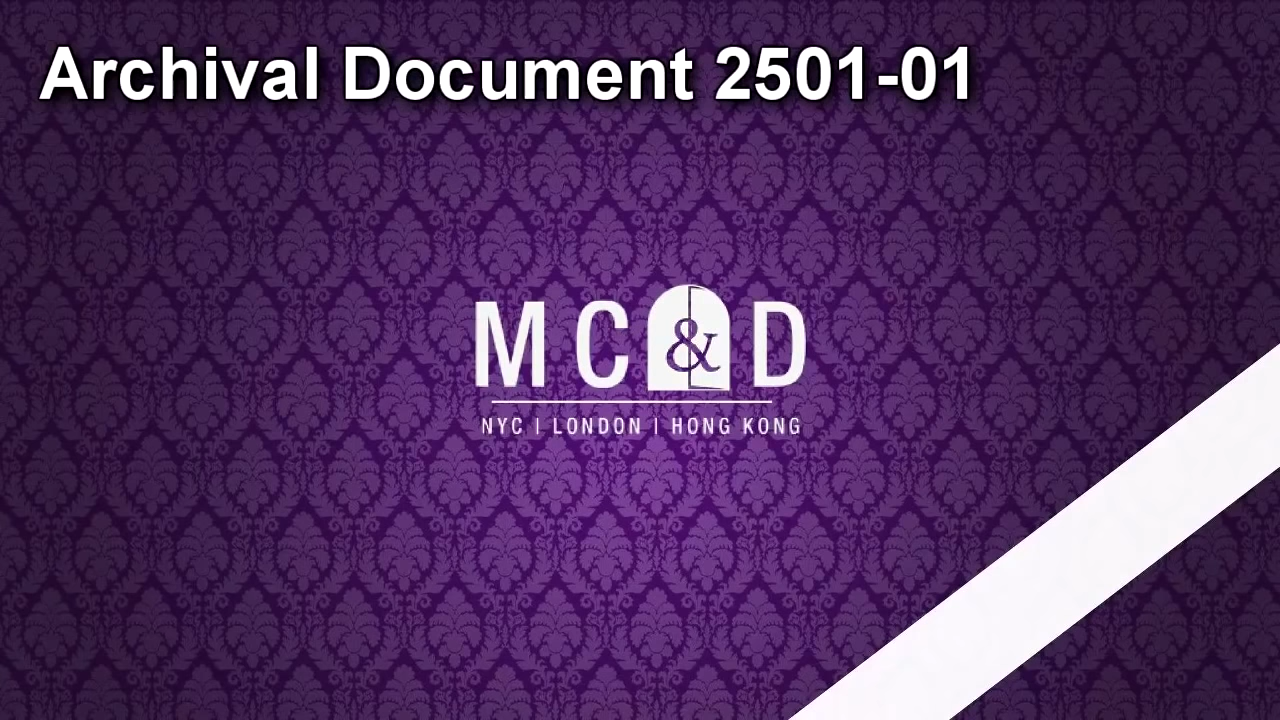 Archival Document 2501-01
MC&D
NYC | LONDON | HONG KONG